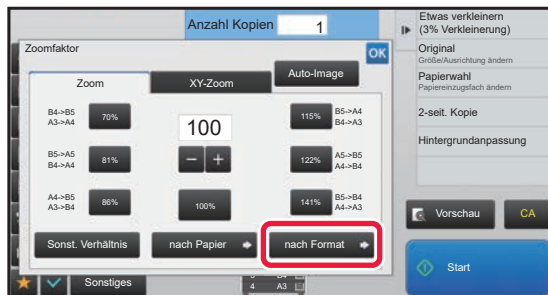 Anzahl Kopien 1
Zoomfaktor
OK
Zoom
XY-Zoom
Auto-Image
B4->B5
A3->A4
70%
100
115%
B5->A4
B4->A3
B5->A5
B4->A4
81%
122%
A5->B5
A4->B4
A4->B5
A3->B4
86%
100%
141%
B5->B4
A4->A3
Sonst. Verhältnis
nach Papier
nach Format
Sonstiges
4 A3
Etwas verkleinern
(3% Verkleinerung)
Original
Größe/Ausrichtung ändern
Papierwahl
Papiereinzugsfach ändern
2-seit. Kopie
Hintergrundanpassung
Vorschau
CA
Start